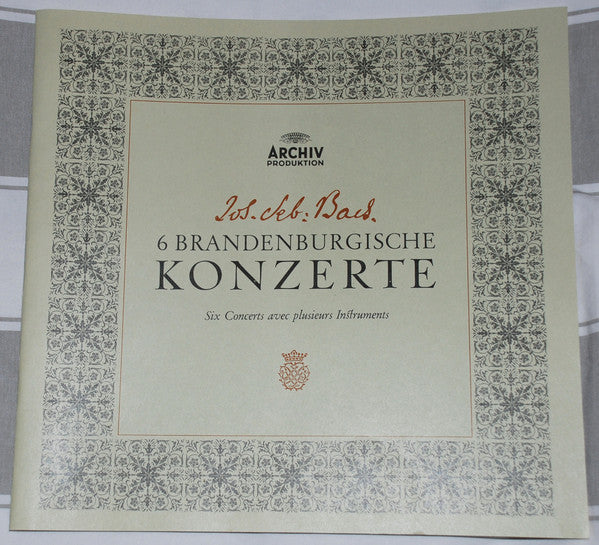 ARCHIV
PRODUKTION
Joh. Seb: Bach.
6 BRANDENBURGISCHE
KONZERTE
Six Concerts avec plusieurs Instruments